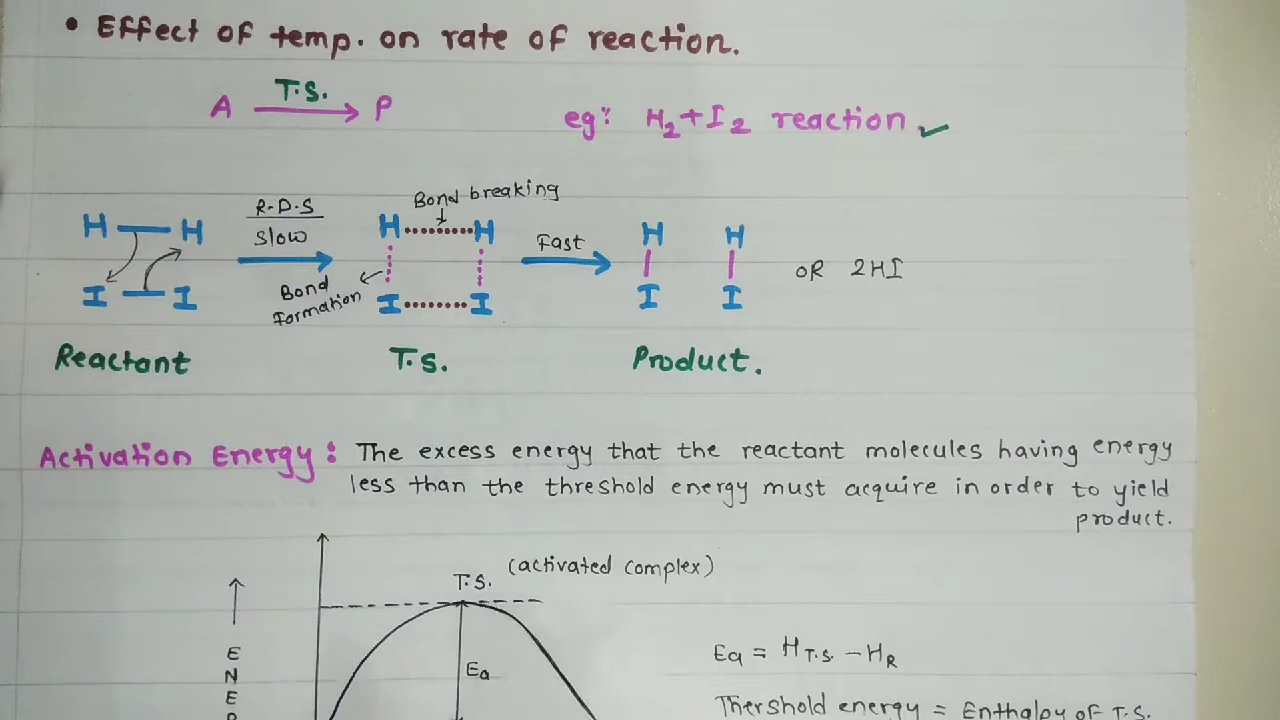 • Effect of temp. on rate of reaction.
A T.S. → P eg: H₂+I₂ reaction ✓
H — H R.D.S Slow H H Bond breaking Fast H H OR 2HI
I — I Bond formation I I I I
Reactant T.S. Product.
Activation Energy: The excess energy that the reactant molecules having energy
less than the threshold energy must acquire in order to yield
product.
T.S. (activated complex)
Ea
Ea = H T.S. - HR
Thershold energy = Enthalpy of T.S.
E
N
E